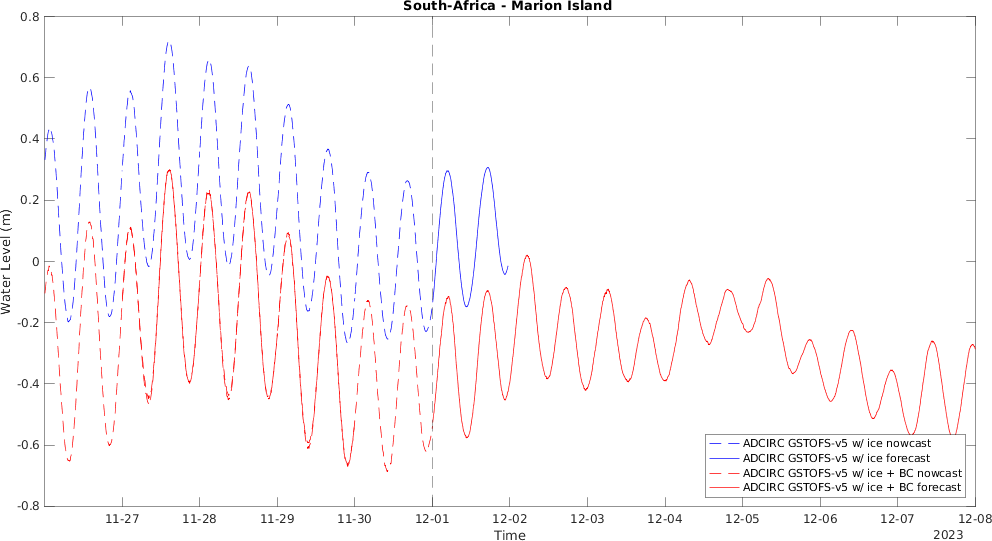 South-Africa - Marion Island
Water Level (m)
0.8
0.6
0.4
0.2
0
-0.2
-0.4
-0.6
-0.8
ADCIRC GSTOFS-v5 w/ ice nowcast
ADCIRC GSTOFS-v5 w/ ice forecast
ADCIRC GSTOFS-v5 w/ ice + BC nowcast
ADCIRC GSTOFS-v5 w/ ice + BC forecast
11-27 11-28 11-29 11-30 12-01 12-02 12-03 12-04 12-05 12-06 12-07 12-08
Time
2023